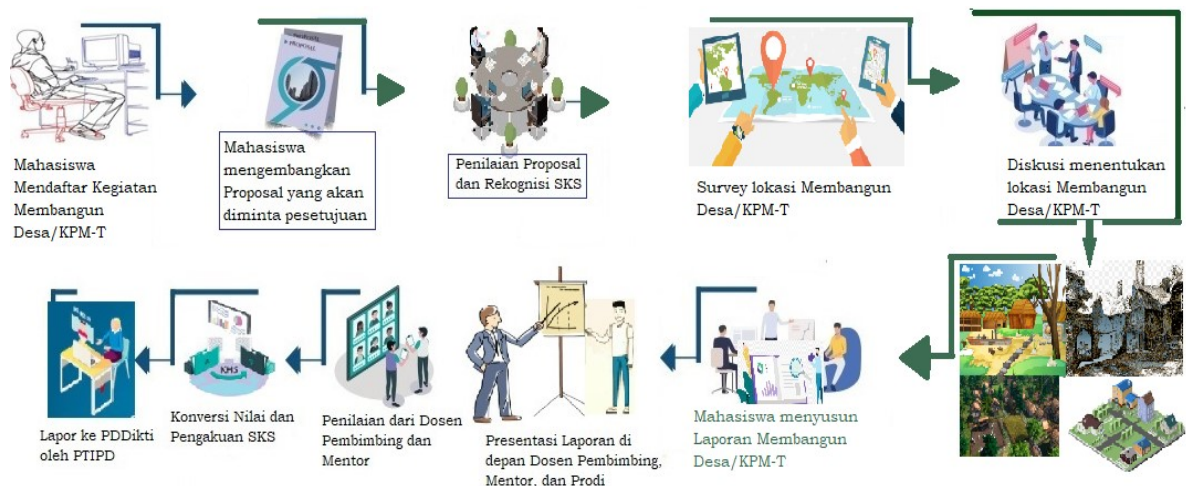 PROPOSAL
Mahasiswa
Mendaftar Kegiatan
Membangun
Desa/KPM-T
Mahasiswa
mengembangkan
Proposal yang akan
diminta pesetujuan
Penilaian Proposal
dan Rekognisi SKS
Survey lokasi Membangun
Desa/KPM-T
Diskusi menentukan
lokasi Membangun
Desa/KPM-T
Mahasiswa menyusun
Laporan Membangun
Desa/KPM-T
Presentasi Laporan di
depan Dosen Pembimbing,
Mentor, dan Prodi
Penilaian dari Dosen
Pembimbing dan
Mentor
KMS
Konversi Nilai dan
Pengakuan SKS
Lapor ke PDDikti
oleh PTIPD